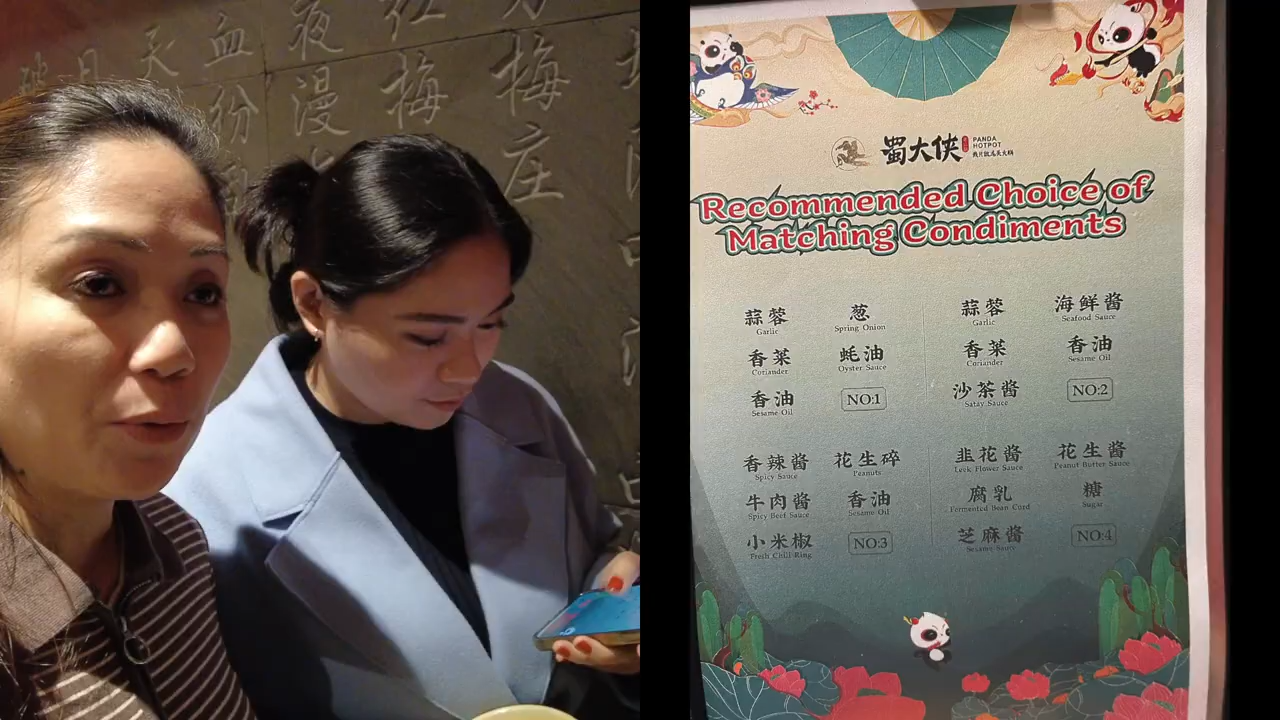 天
血
份
夜
漫
红
梅
梅
庄
蜀大侠 PANDA
HOTPOT
Recommended Choice of
Matching Condiments
蒜蓉 葱
Garlic Spring Onion
香菜 蚝油
Coriander Oyster Sauce
香油 NO:1
Sesame Oil
蒜蓉 海鲜酱
Garlic Seafood Sauce
香菜 香油
Coriander Sesame Oil
沙茶酱 NO:2
Satay Sauce
香辣酱 花生碎
Spicy Sauce Peanuts
牛肉酱 香油
Spicy Beef Sauce Sesame Oil
小米椒 NO:3
Fresh Chili Ring
韭花酱 花生酱
Leek Flower Sauce Peanut Butter Sauce
腐乳 糖
Fermented Bean Curd Sugar
芝麻酱 NO:4
Sesame Sauce